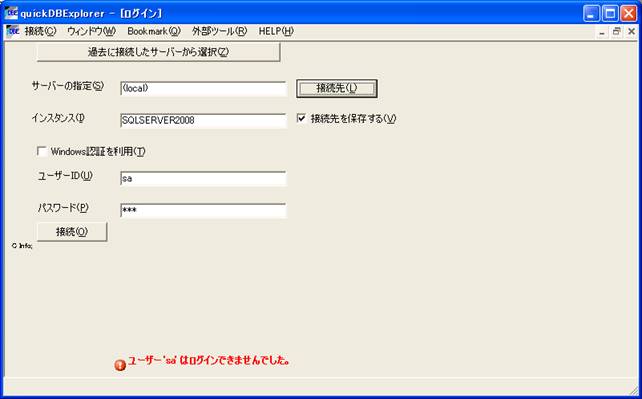 quickDBExplorer - [ログイン]
接続(C) ウィンドウ(W) Bookmark(O) 外部ツール(R) HELP(H)
過去に接続したサーバーから選択(Z)
サーバーの指定(S) (local) 接続先(L)
インスタンス(I) SQLSERVER2008 接続先を保存する(V)
Windows認証を利用(T)
ユーザーID(U) sa
パスワード(P) ***
接続(O)
C Info;
ユーザー 'sa' はログインできませんでした。